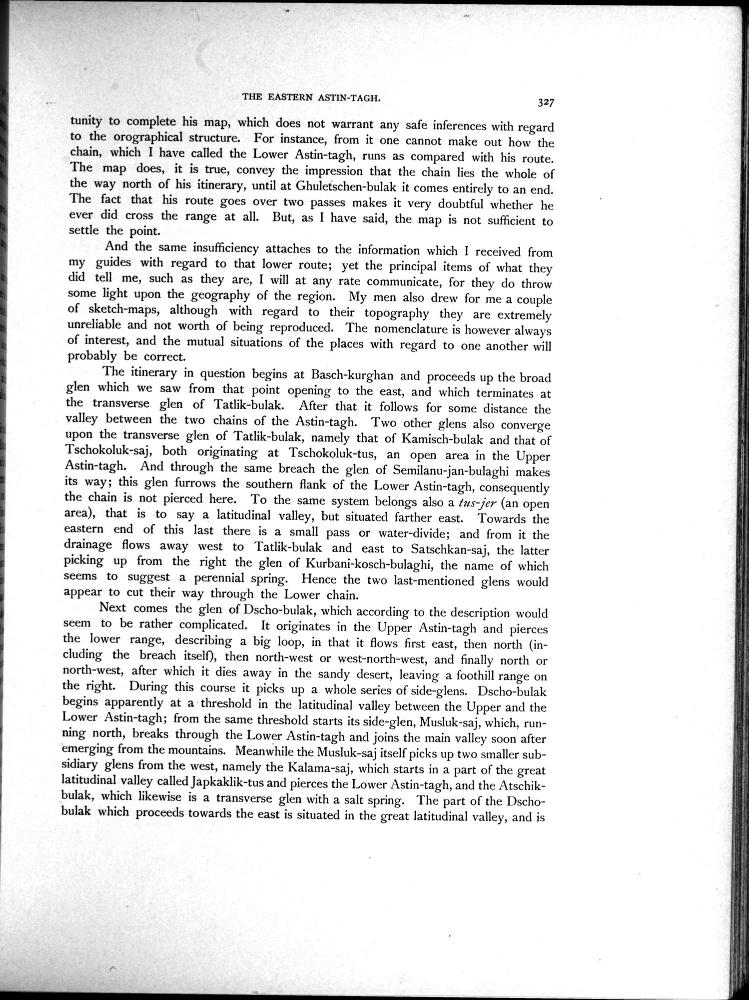 THE EASTERN ASTIN-TAGH.
327
tunity to complete his map, which does not warrant any safe inferences with regard
to the orographical structure. For instance, from it one cannot make out how the
chain, which I have called the Lower Astin-tagh, runs as compared with his route.
The map does, it is true, convey the impression that the chain lies the whole of
the way north of his itinerary, until at Ghuletschen-bulak it comes entirely to an end.
The fact that his route goes over two passes makes it very doubtful whether he
ever did cross the range at all. But, as I have said, the map is not sufficient to
settle the point.
And the same insufficiency attaches to the information which I received from
my guides with regard to that lower route; yet the principal items of what they
did tell me, such as they are, I will at any rate communicate, for they do throw
some light upon the geography of the region. My men also drew for me a couple
of sketch-maps, although with regard to their topography they are extremely
unreliable and not worth of being reproduced. The nomenclature is however always
of interest, and the mutual situations of the places with regard to one another will
probably be correct.
The itinerary in question begins at Basch-kurghan and proceeds up the broad
glen which we saw from that point opening to the east, and which terminates at
the transverse glen of Tatlik-bulak. After that it follows for some distance the
valley between the two chains of the Astin-tagh. Two other glens also converge
upon the transverse glen of Tatlik-bulak, namely that of Kamisch-bulak and that of
Tschokoluk-saj, both originating at Tschokoluk-tus, an open area in the Upper
Astin-tagh. And through the same breach the glen of Semilanu-jan-bulaghi makes
its way; this glen furrows the southern flank of the Lower Astin-tagh, consequently
the chain is not pierced here. To the same system belongs also a tus-jer (an open
area), that is to say a latitudinal valley, but situated farther east. Towards the
eastern end of this last there is a small pass or water-divide; and from it the
drainage flows away west to Tatlik-bulak and east to Satschkan-saj, the latter
picking up from the right the glen of Kurbani-kosch-bulaghi, the name of which
seems to suggest a perennial spring. Hence the two last-mentioned glens would
appear to cut their way through the Lower chain.
Next comes the glen of Dscho-bulak, which according to the description would
seem to be rather complicated. It originates in the Upper Astin-tagh and pierces
the lower range, describing a big loop, in that it flows first east, then north (in-
cluding the breach itself), then north-west or west-north-west, and finally north or
north-west, after which it dies away in the sandy desert, leaving a foothill range on
the right. During this course it picks up a whole series of side-glens. Dscho-bulak
begins apparently at a threshold in the latitudinal valley between the Upper and the
Lower Astin-tagh; from the same threshold starts its side-glen, Musluk-saj, which, run-
ning north, breaks through the Lower Astin-tagh and joins the main valley soon after
emerging from the mountains. Meanwhile the Musluk-saj itself picks up two smaller sub-
sidiary glens from the west, namely the Kalama-saj, which starts in a part of the great
latitudinal valley called Japkaklik-tus and pierces the Lower Astin-tagh, and the Atschik-
bulak, which likewise is a transverse glen with a salt spring. The part of the Dscho-
bulak which proceeds towards the east is situated in the great latitudinal valley, and is